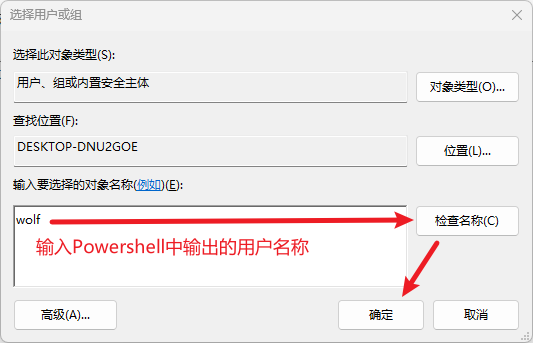 选择用户或组
选择此对象类型(S):
用户、组或内置安全主体
对象类型(O)...
查找位置(F):
DESKTOP-DNU2GOE
位置(L)...
输入要选择的对象名称(例如)(E):
wolf
检查名称(C)
输入Powershell中输出的用户名称
高级(A)...
确定
取消